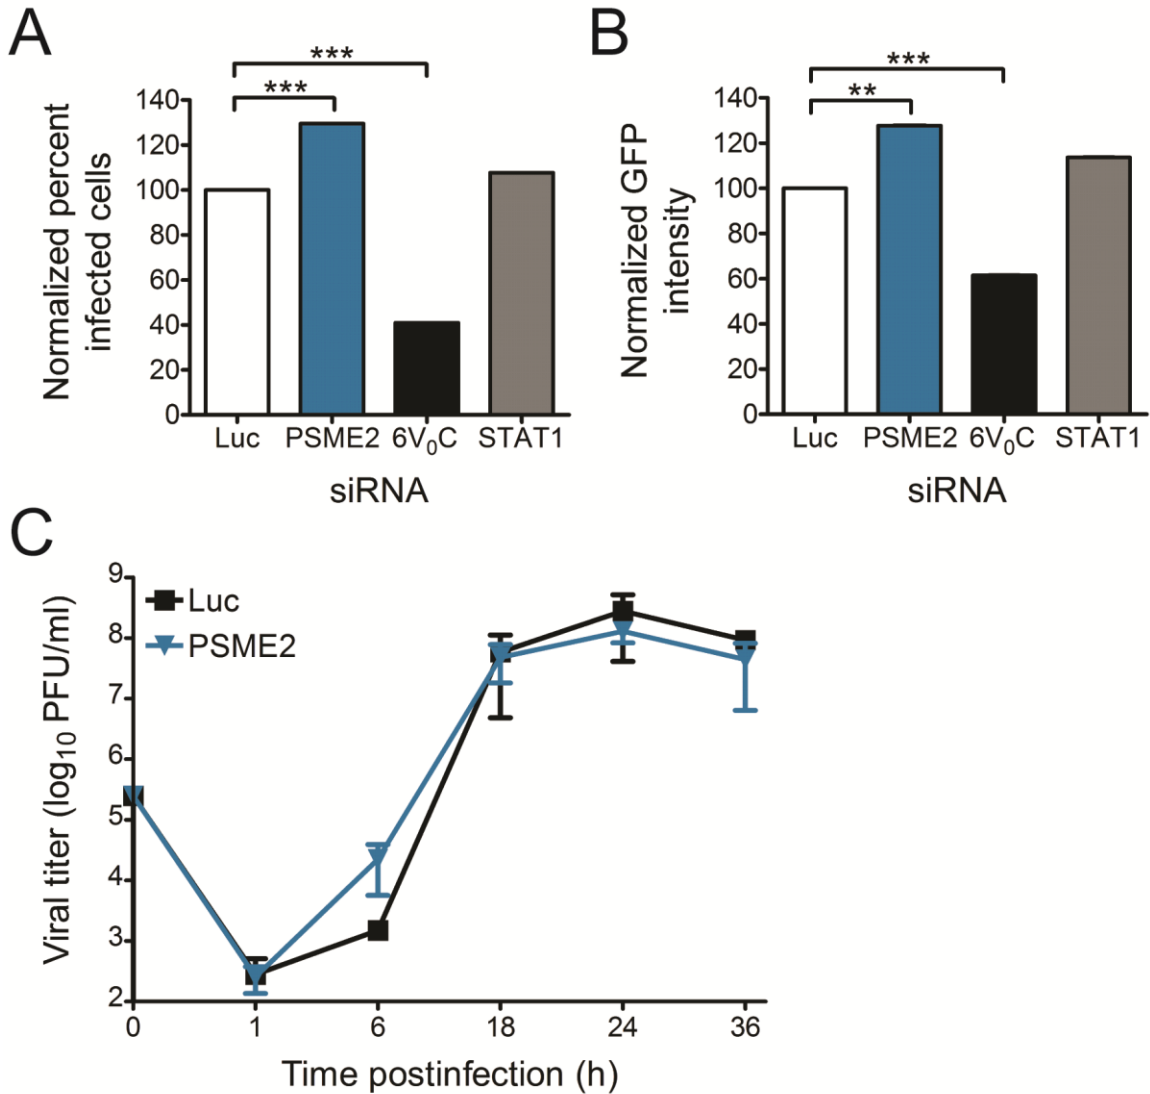 A
***
***
Normalized percent
infected cells
140
120
100
80
60
40
20
0
Luc
PSME2
6V₀C
STAT1
siRNA
B
***
**
Normalized GFP
intensity
140
120
100
80
60
40
20
0
Luc
PSME2
6V₀C
STAT1
siRNA
C
Luc
PSME2
Viral titer (log₁₀ PFU/ml)
9
8
7
6
5
4
3
2
0
1
6
18
24
36
Time postinfection (h)